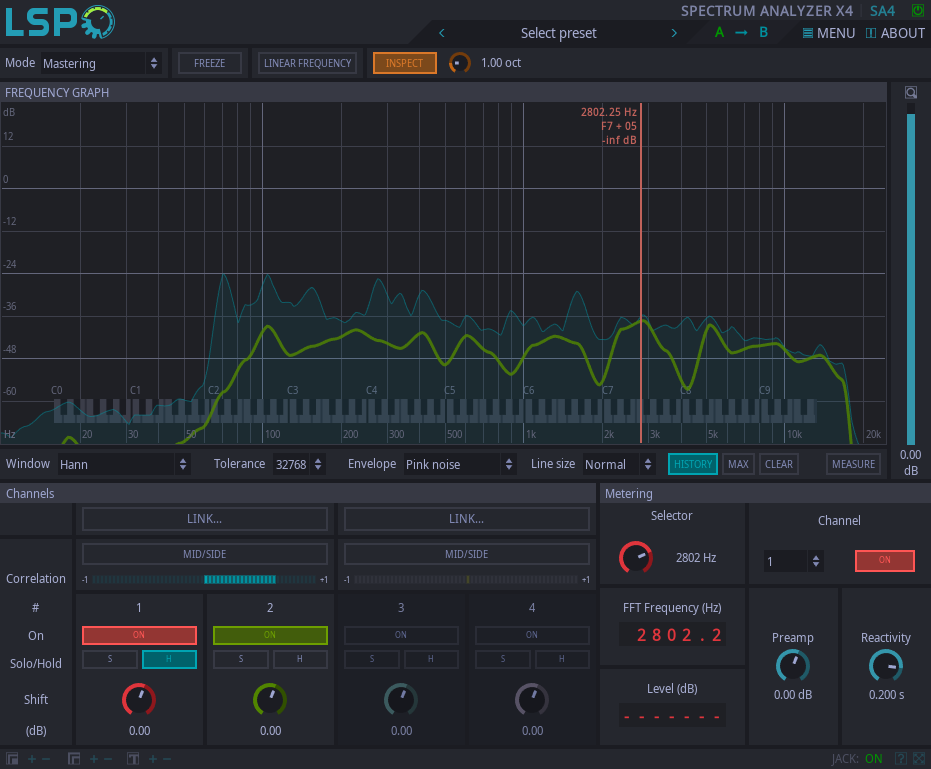 LSP
SPECTRUM ANALYZER X4 SA4
Select preset
A → B
MENU
ABOUT
Mode Mastering
FREEZE
LINEAR FREQUENCY
INSPECT
1.00 oct
FREQUENCY GRAPH
2802.25 Hz
F7 + 05
-inf dB
dB
12
0
-12
-24
-36
-48
-60
C0 C1 C2 C3 C4 C5 C6 C7 C8 C9
Hz 20 30 50 100 200 300 500 1k 2k 3k 5k 10k 20k
0.00
dB
Window Hann
Tolerance 32768
Envelope Pink noise
Line size Normal
HISTORY
MAX
CLEAR
MEASURE
Channels
LINK...
LINK...
MID/SIDE
MID/SIDE
Correlation -1 +1 -1 +1
# 1 2 3 4
On ON ON ON ON
Solo/Hold S H S H S H S H
Shift
(dB) 0.00 0.00 0.00 0.00
Metering
Selector
2802 Hz
Channel
1 ON
FFT Frequency (Hz)
2802.2
Level (dB)
-------
Preamp
0.00 dB
Reactivity
0.200 s
+ − + − T + −
JACK: ON ?